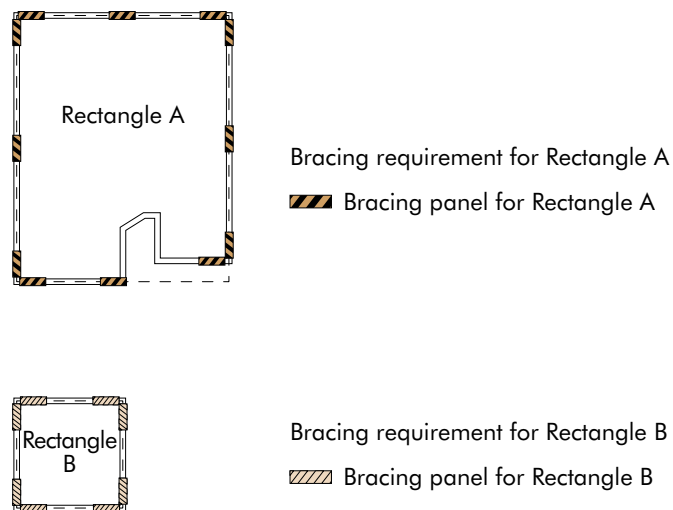 Rectangle A
Bracing requirement for Rectangle A
Bracing panel for Rectangle A
Rectangle
B
Bracing requirement for Rectangle B
Bracing panel for Rectangle B